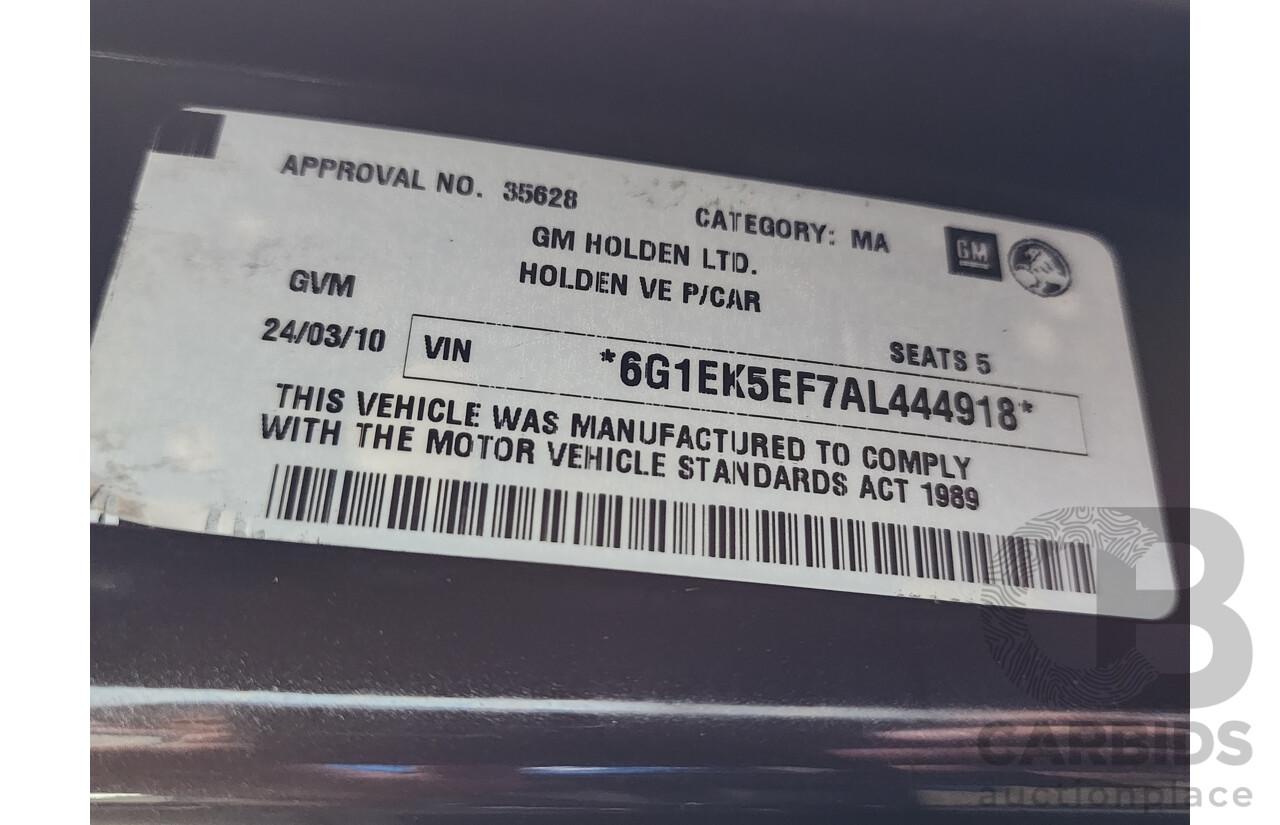 APPROVAL NO. 35628 CATEGORY: MA
GM
GM HOLDEN LTD.
HOLDEN VE P/CAR
GVM
SEATS 5
24/03/10 VIN *6G1EK5EF7AL444918*
THIS VEHICLE WAS MANUFACTURED TO COMPLY
WITH THE MOTOR VEHICLE STANDARDS ACT 1989
CB
CARBIDS
auctionplace